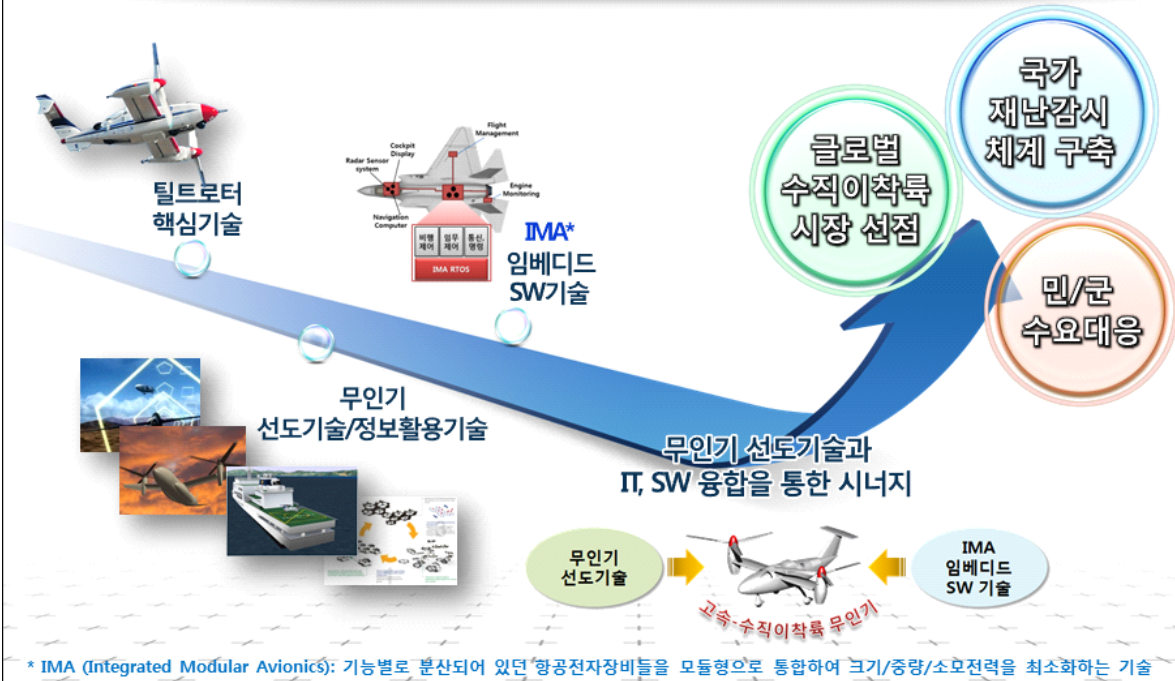 국가
재난감시
체계 구축
글로벌
수직이착륙
시장 선점
민/군
수요대응
틸트로터
핵심기술
Flight
Management
Cockpit
Display
Radar Sensor
system
Engine
Monitoring
Navigation
Computer
비행
제어
임무
제어
통신,
명령
IMA RTOS
IMA*
임베디드
SW기술
무인기
선도기술/정보활용기술
무인기 선도기술과
IT, SW 융합을 통한 시너지
무인기
선도기술
IMA
임베디드
SW 기술
고속-수직이착륙 무인기
* IMA (Integrated Modular Avionics): 기능별로 분산되어 있던 항공전자장비들을 모듈형으로 통합하여 크기/중량/소모전력을 최소화하는 기술